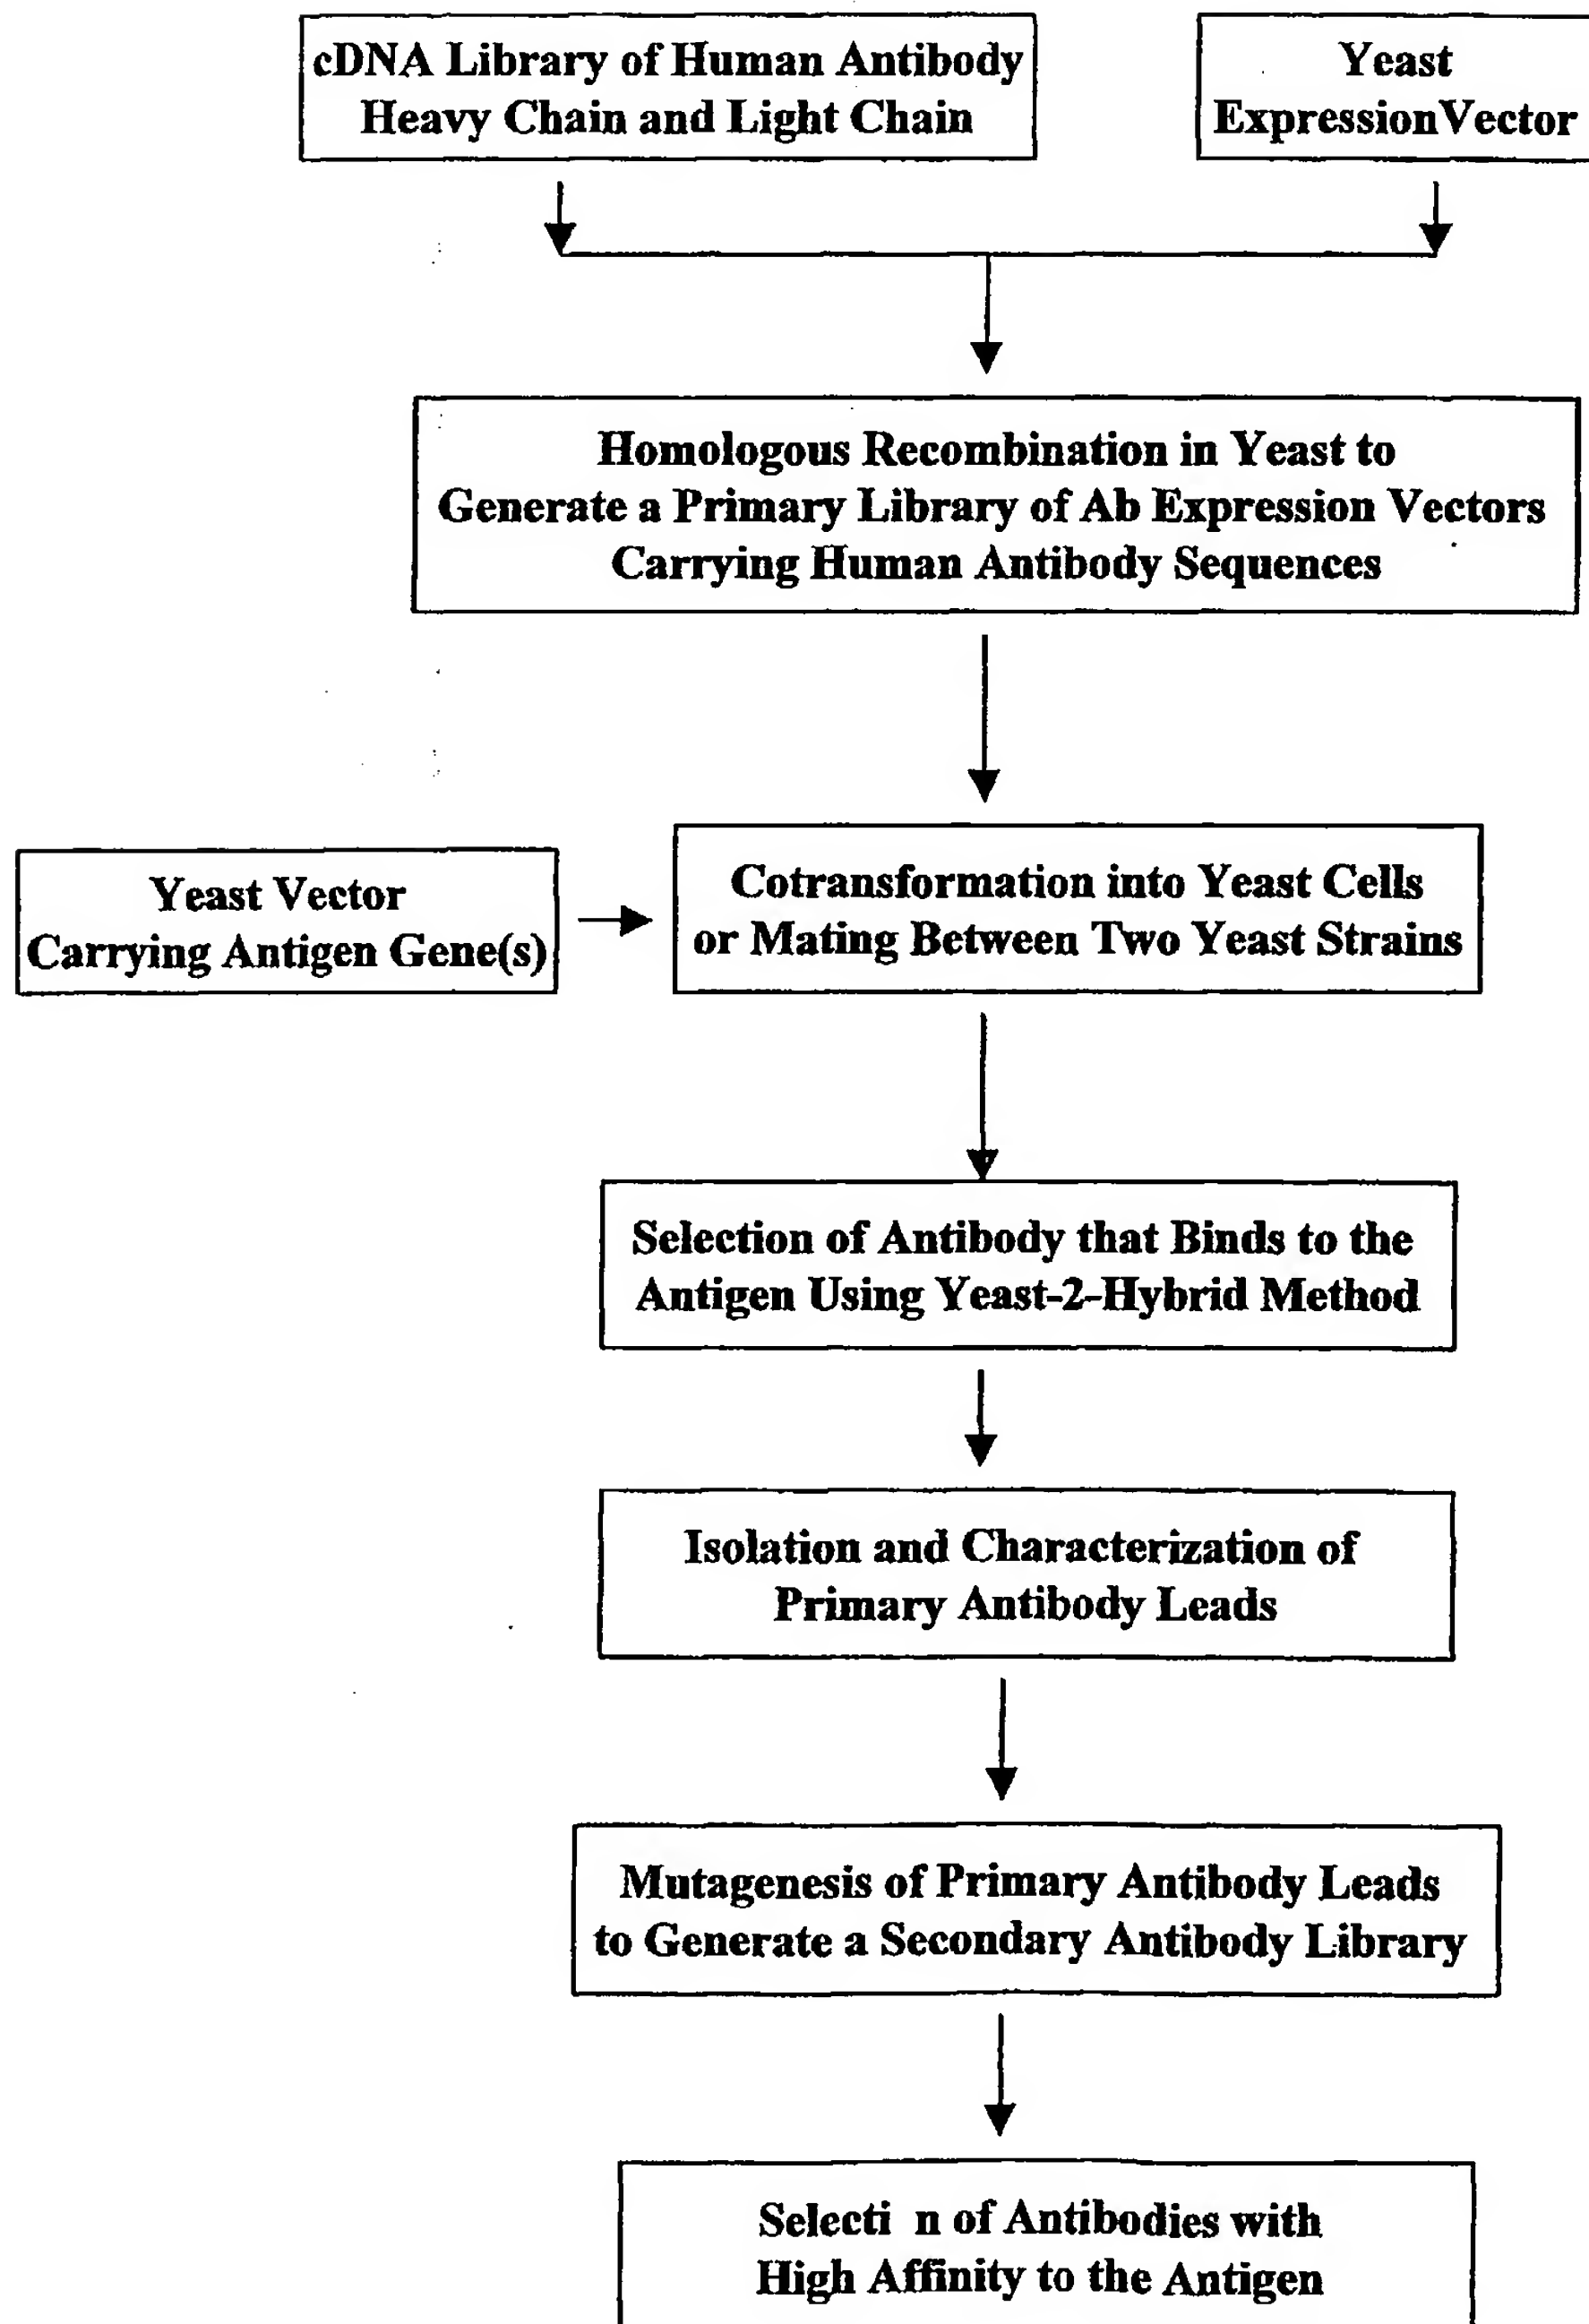 cDNA Library of Human Antibody
Heavy Chain and Light Chain
Yeast
ExpressionVector
Homologous Recombination in Yeast to
Generate a Primary Library of Ab Expression Vectors
Carrying Human Antibody Sequences
Yeast Vector
Carrying Antigen Gene(s)
Cotransformation into Yeast Cells
or Mating Between Two Yeast Strains
Selection of Antibody that Binds to the
Antigen Using Yeast-2-Hybrid Method
Isolation and Characterization of
Primary Antibody Leads
Mutagenesis of Primary Antibody Leads
to Generate a Secondary Antibody Library
Selecti n of Antibodies with
High Affinity to the Antigen